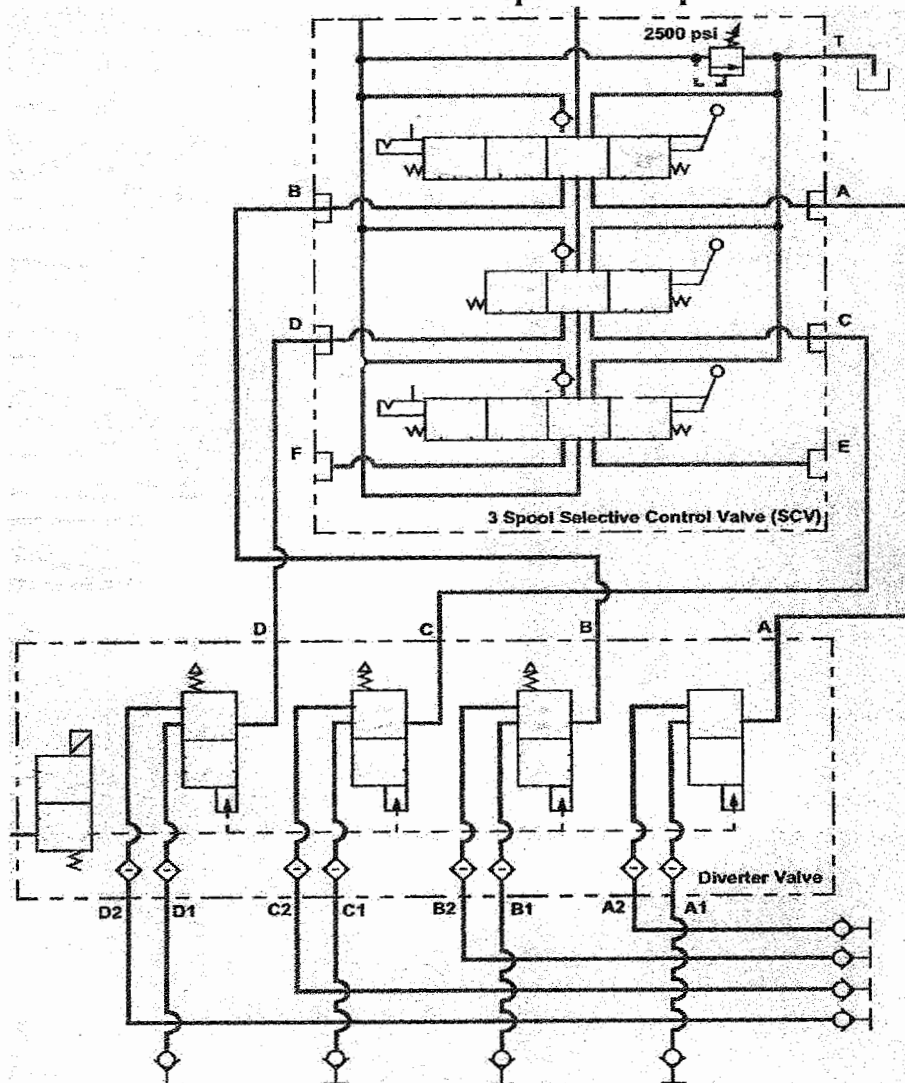 2500 psi
T
B
A
D
C
F
E
3 Spool Selective Control Valve (SCV)
D
C
B
A
Diverter Valve
D2
D1
C2
C1
B2
B1
A2
A1